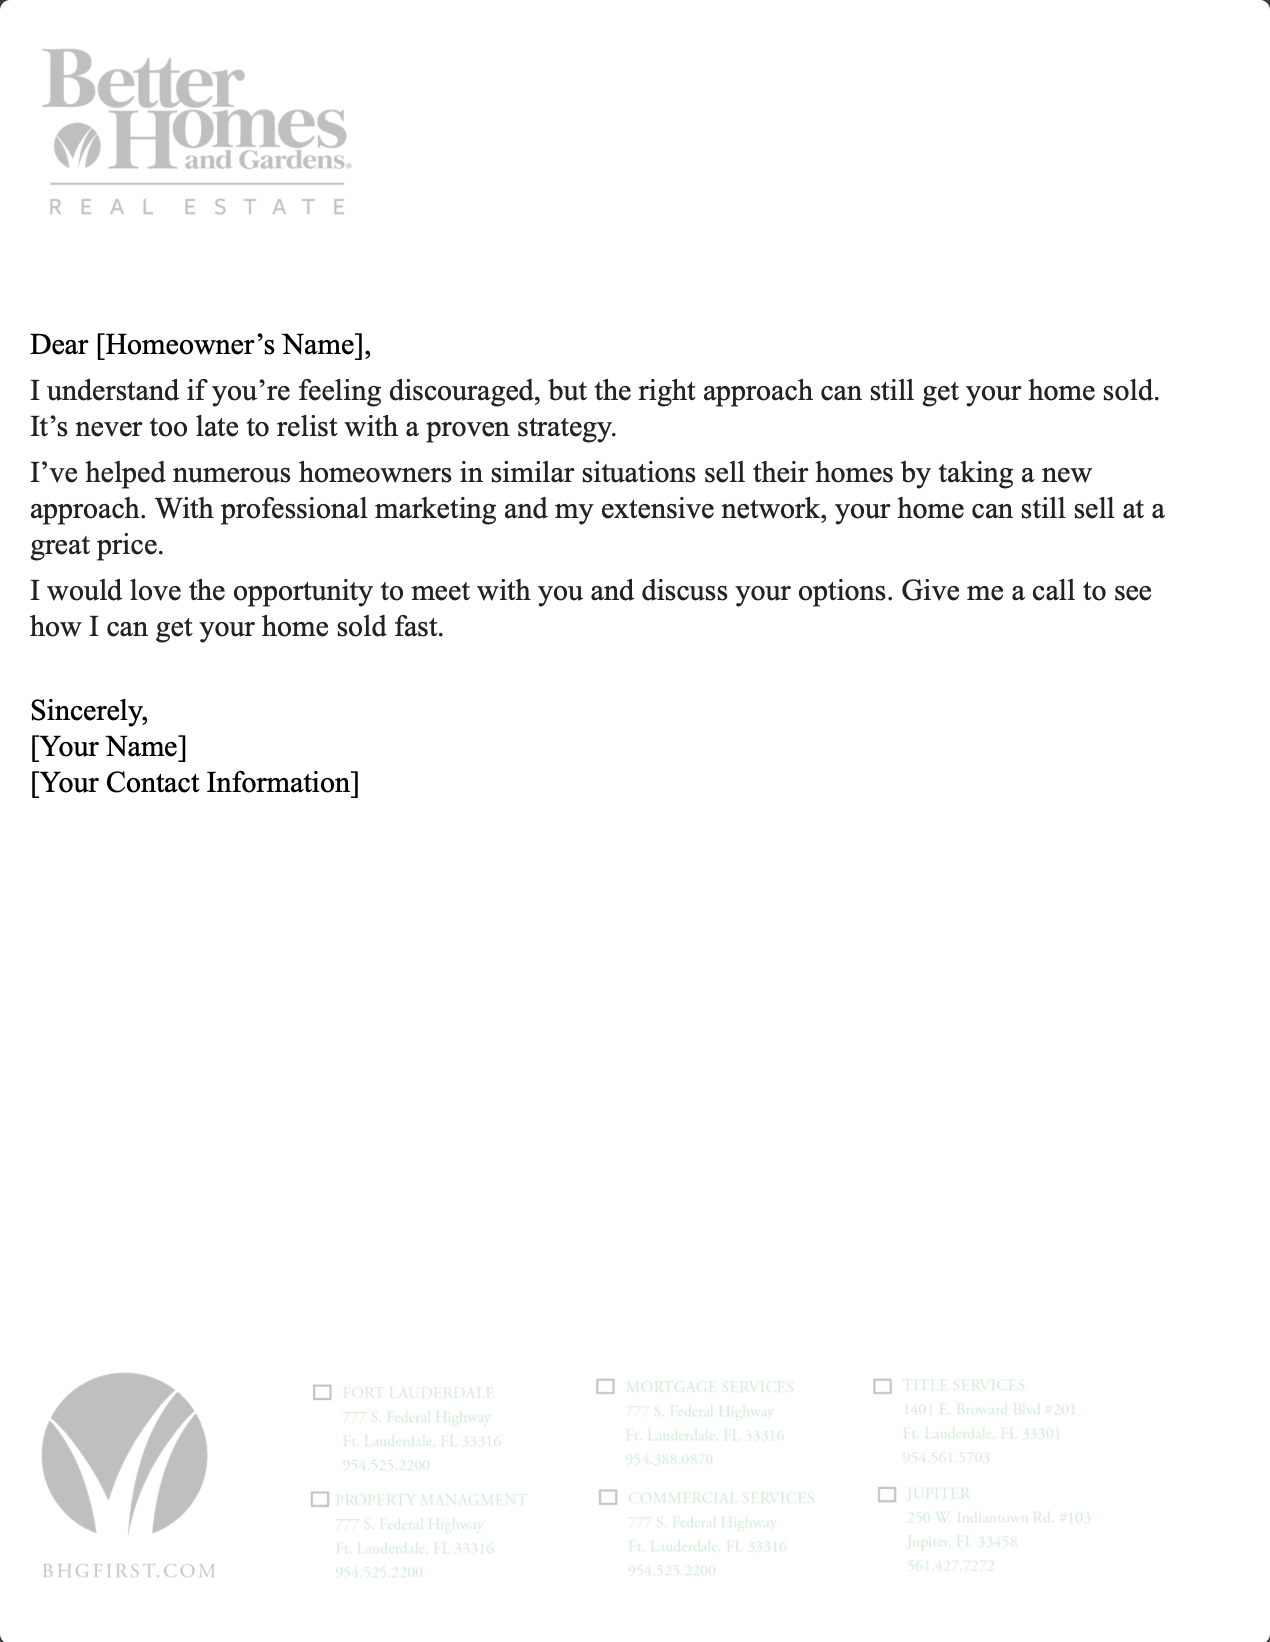 Better
Homes
and Gardens.
REAL ESTATE
Dear [Homeowner’s Name],
I understand if you’re feeling discouraged, but the right approach can still get your home sold.
It’s never too late to relist with a proven strategy.
I’ve helped numerous homeowners in similar situations sell their homes by taking a new
approach. With professional marketing and my extensive network, your home can still sell at a
great price.
I would love the opportunity to meet with you and discuss your options. Give me a call to see
how I can get your home sold fast.
Sincerely,
[Your Name]
[Your Contact Information]
BHGFIRST.COM
FORT LAUDERDALE
777 S. Federal Highway
Ft. Lauderdale, FL 33316
954.525.2200
PROPERTY MANAGMENT
777 S. Federal Highway
Ft. Lauderdale, FL 33316
954.525.2200
MORTGAGE SERVICES
777 S. Federal Highway
Ft. Lauderdale, FL 33316
954.388.0870
COMMERCIAL SERVICES
777 S. Federal Highway
Ft. Lauderdale, FL 33316
954.525.2200
TITLE SERVICES
1401 E. Broward Blvd #201
Ft. Lauderdale, FL 33301
954.561.5703
JUPITER
250 W. Indiantown Rd. #103
Jupiter, FL 33458
561.427.7272